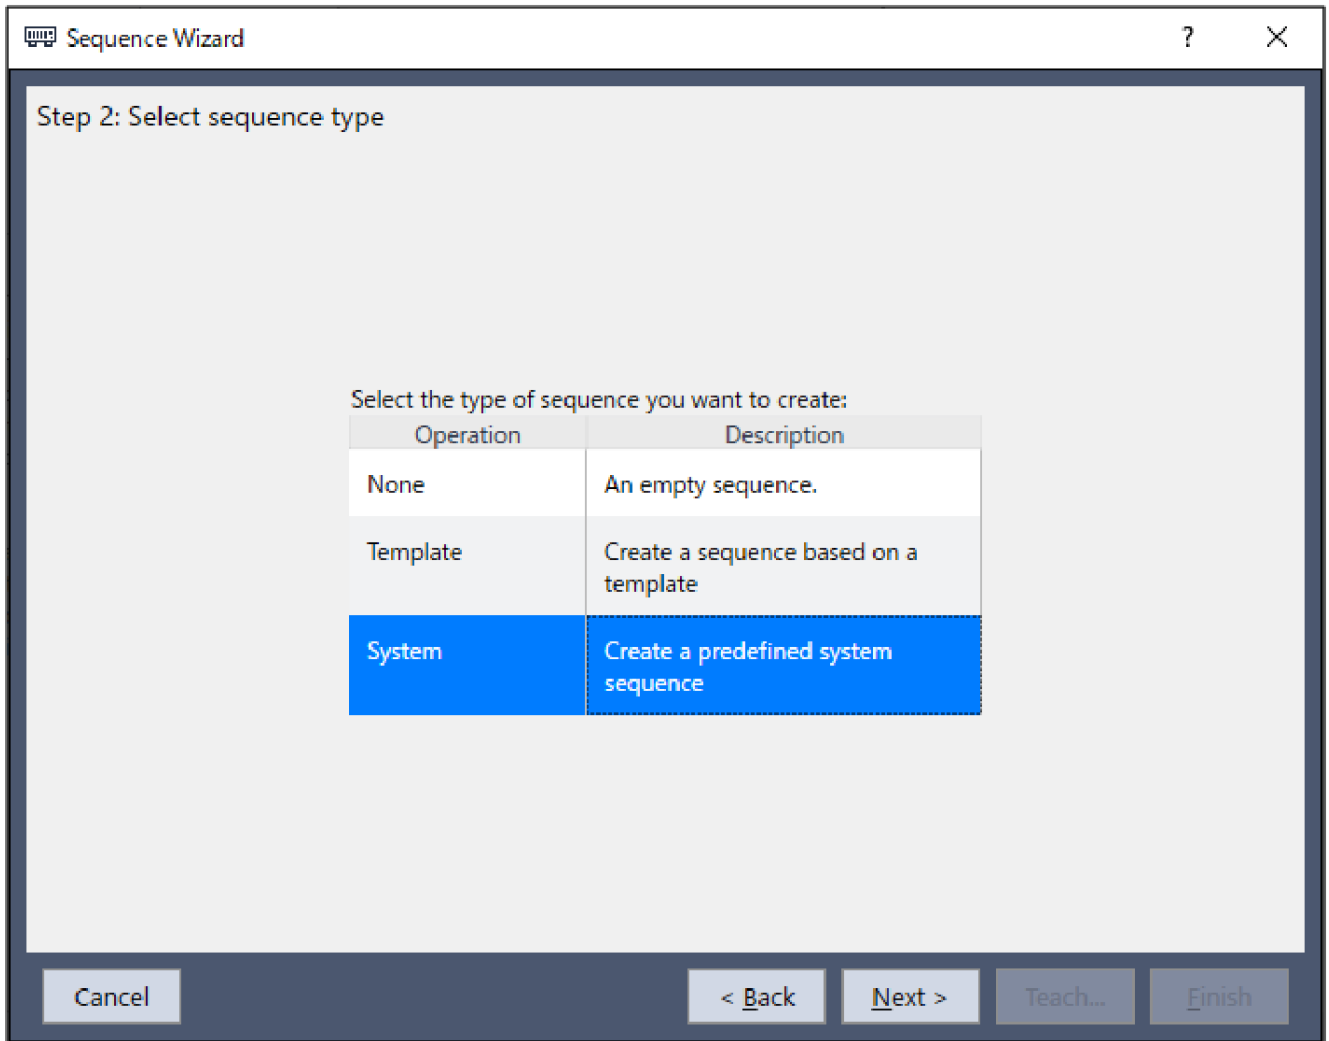 Sequence Wizard ?
Step 2: Select sequence type
Select the type of sequence you want to create:
Operation Description
None An empty sequence.
Template Create a sequence based on a
template
System Create a predefined system
sequence
Cancel < Back Next > Teach... Finish